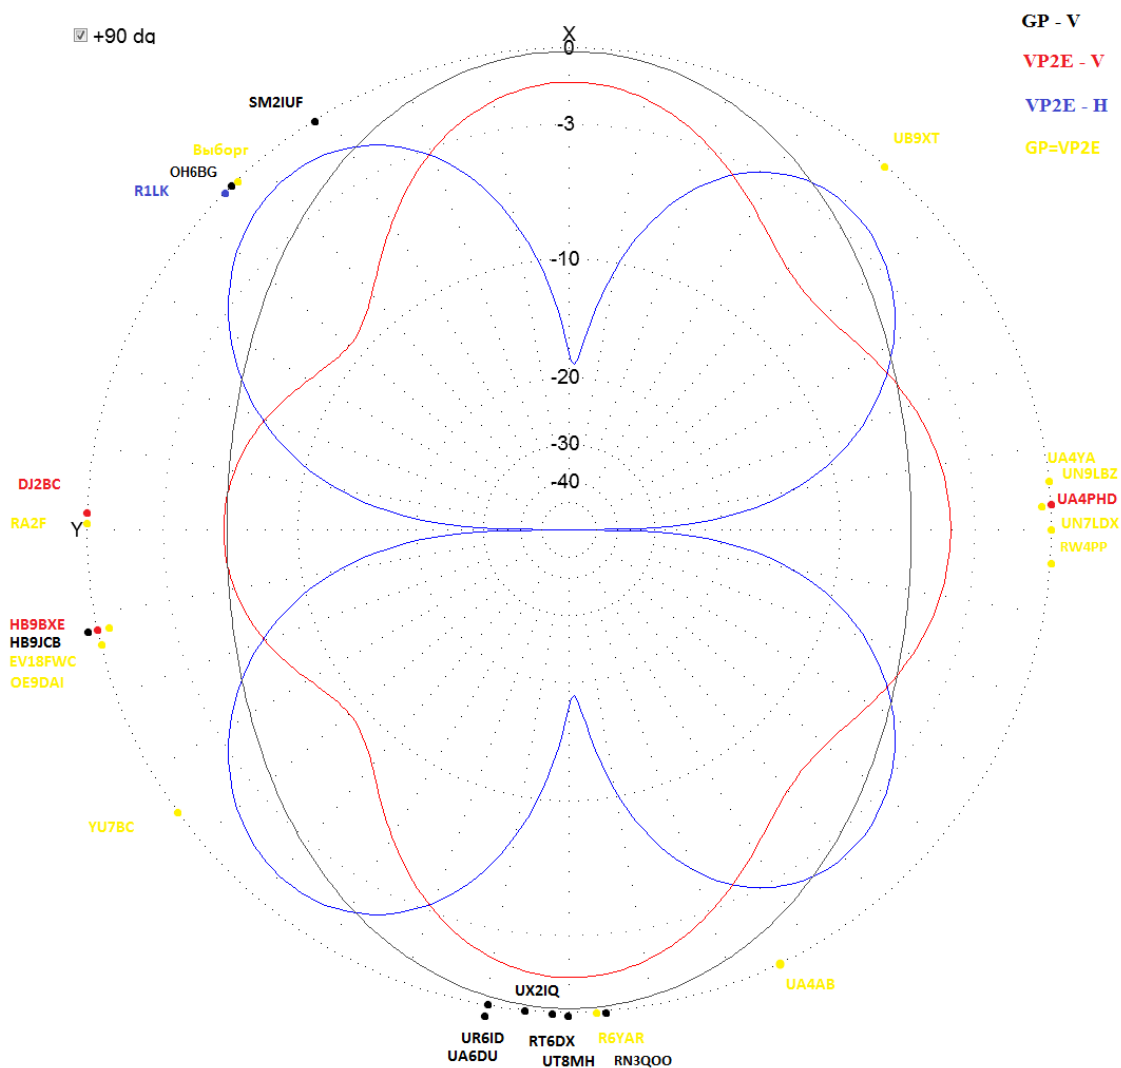 GP - V
+90 dg
X
0
VP2E - V
SM2IUF
VP2E - H
-3
UB9XT
Выборг
GP=VP2E
OH6BG
R1LK
-10
-20
-30
UA4YA
UN9LBZ
-40
DJ2BC
UA4PHD
RA2F
Y
UN7LDX
RW4PP
HB9BXE
HB9JCB
EV18FWC
OE9DAI
YU7BC
UA4AB
UX2IQ
UR6ID
RT6DX
R6YAR
UA6DU
UT8MH
RN3QOO